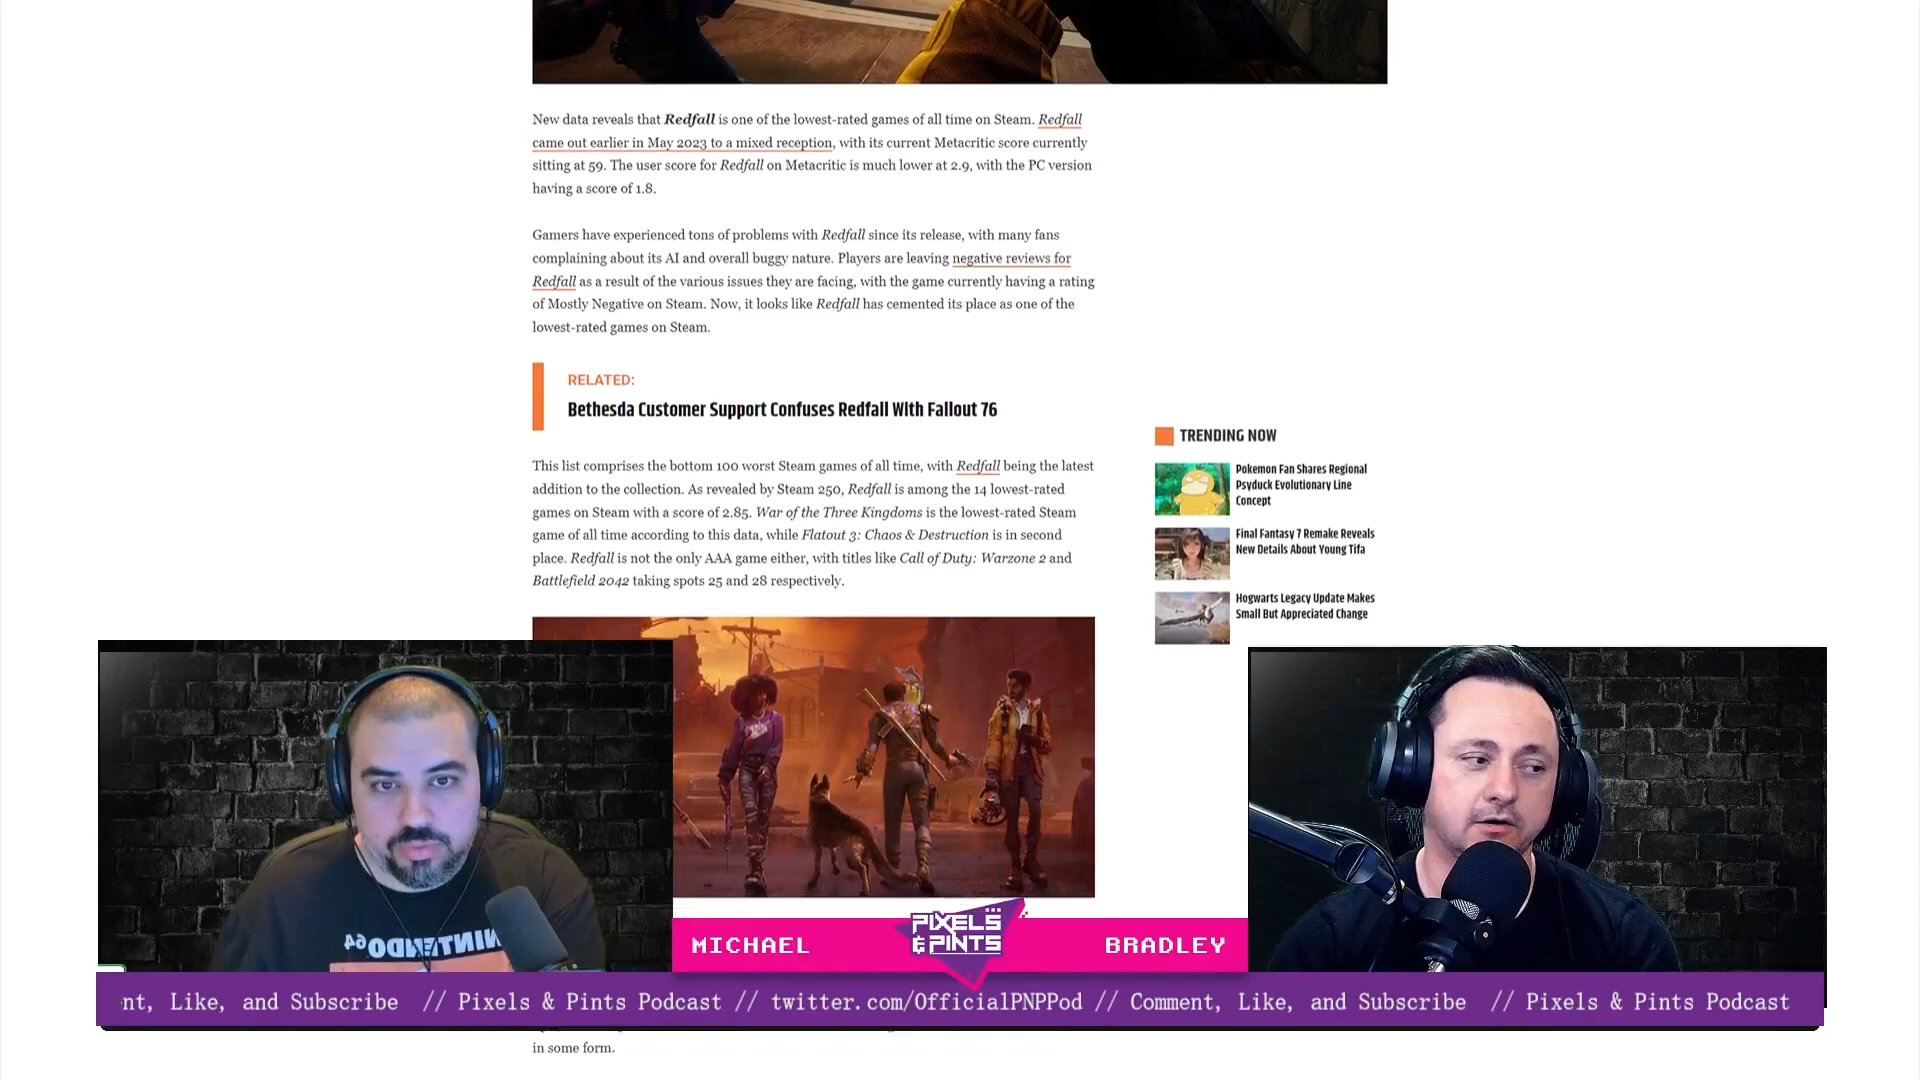 New data reveals that Redfall is one of the lowest-rated games of all time on Steam. Redfall
came out earlier in May 2023 to a mixed reception, with its current Metacritic score currently
sitting at 59. The user score for Redfall on Metacritic is much lower at 2.9, with the PC version
having a score of 1.8.
Gamers have experienced tons of problems with Redfall since its release, with many fans
complaining about its AI and overall buggy nature. Players are leaving negative reviews for
Redfall as a result of the various issues they are facing, with the game currently having a rating
of Mostly Negative on Steam. Now, it looks like Redfall has cemented its place as one of the
lowest-rated games on Steam.
RELATED:
Bethesda Customer Support Confuses Redfall With Fallout 76
This list comprises the bottom 100 worst Steam games of all time, with Redfall being the latest
addition to the collection. As revealed by Steam 250, Redfall is among the 14 lowest-rated
games on Steam with a score of 2.85. War of the Three Kingdoms is the lowest-rated Steam
game of all time according to this data, while Flatout 3: Chaos & Destruction is in second
place. Redfall is not the only AAA game either, with titles like Call of Duty: Warzone 2 and
Battlefield 2042 taking spots 25 and 28 respectively.
TRENDING NOW
Pokemon Fan Shares Regional
Psyduck Evolutionary Line
Concept
Final Fantasy 7 Remake Reveals
New Details About Young Tifa
Hogwarts Legacy Update Makes
Small But Appreciated Change
NINTENDO64
MICHAEL
PIXELS
& PINTS
BRADLEY
nt, Like, and Subscribe // Pixels & Pints Podcast // twitter.com/OfficialPNPPod // Comment, Like, and Subscribe // Pixels & Pints Podcast
in some form.